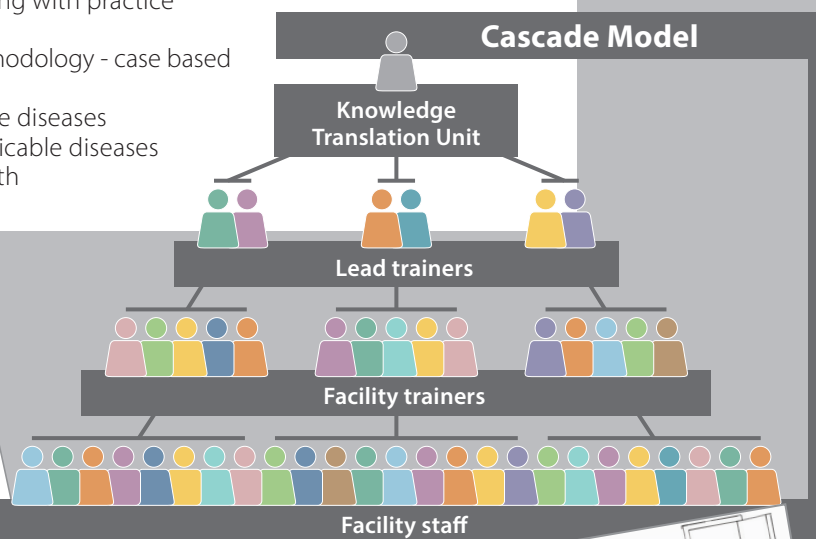 ng with practice
odology - case based
e diseases
icable diseases
th
Cascade Model
Knowledge
Translation Unit
Lead trainers
Facility trainers
Facility staff